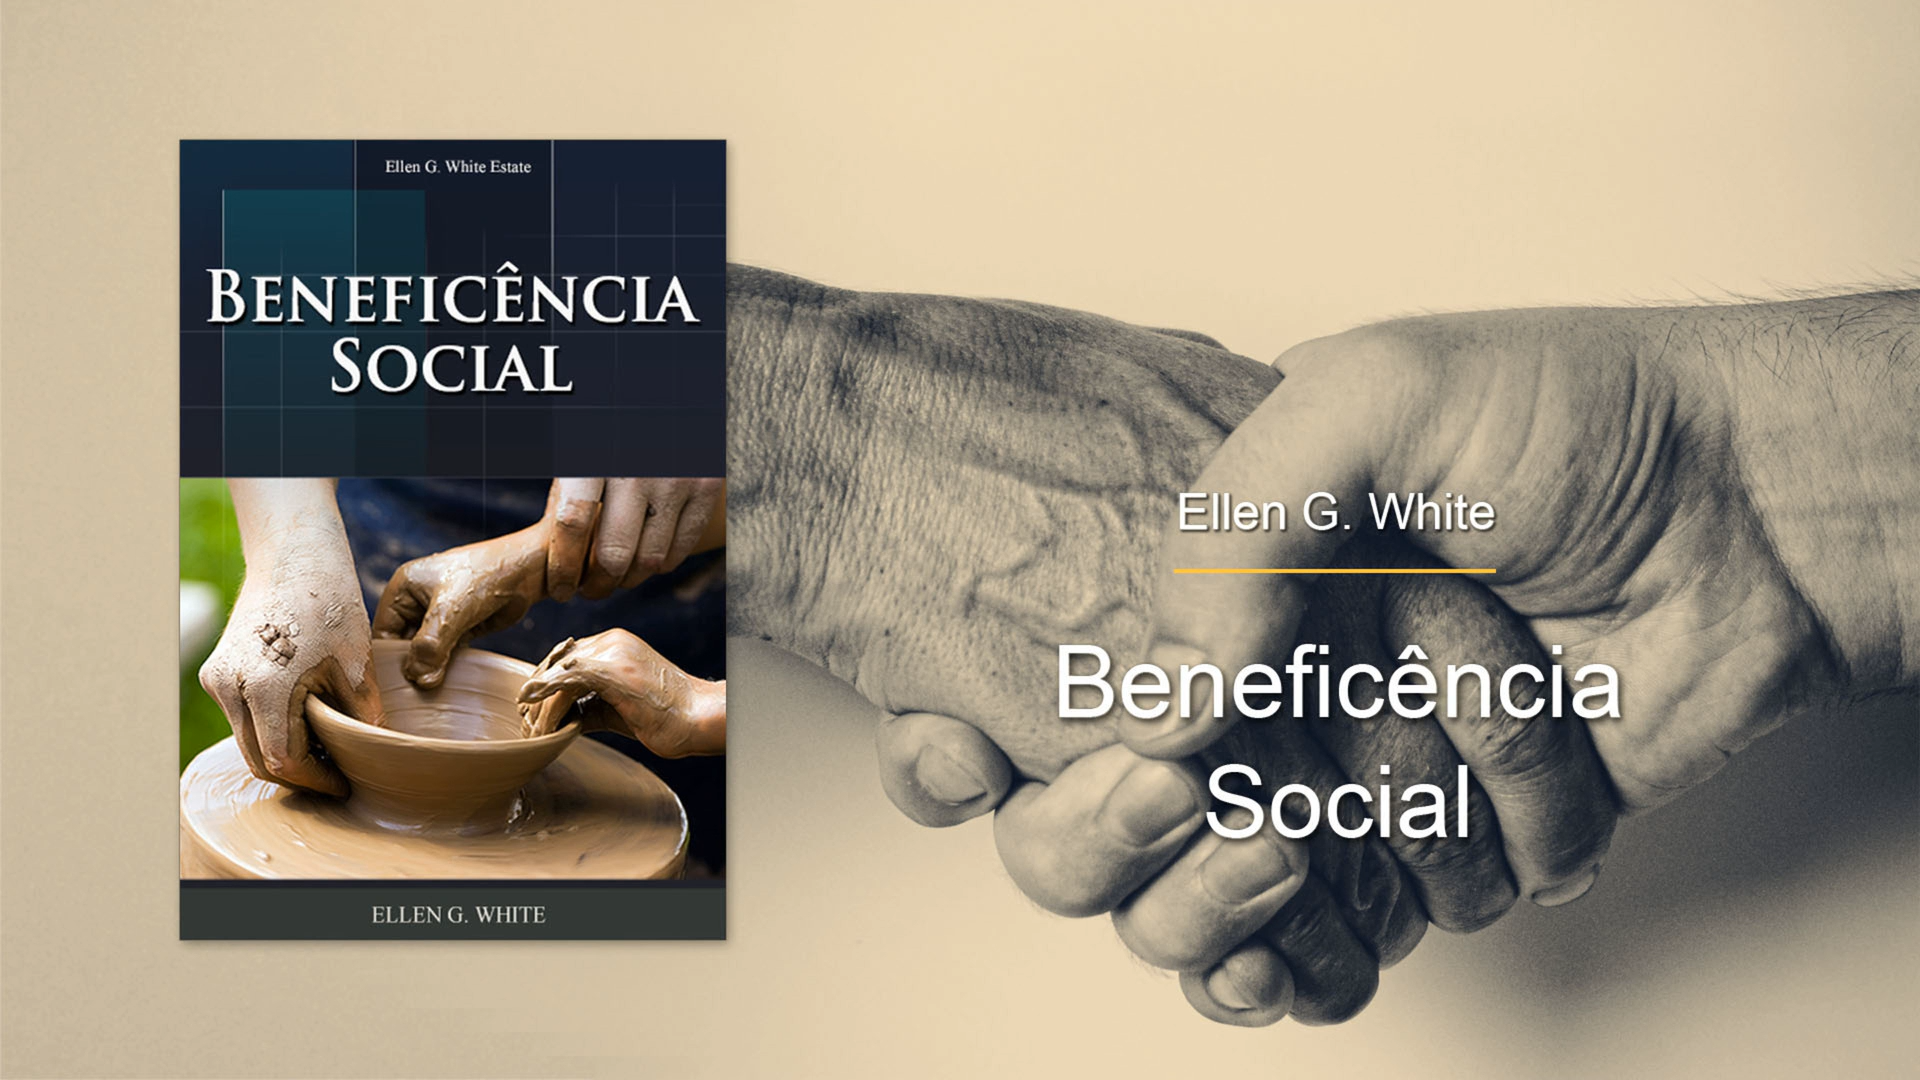 Ellen G. White Estate
BENEFICÊNCIA
SOCIAL
ELLEN G. WHITE
Ellen G. White
Beneficência
Social